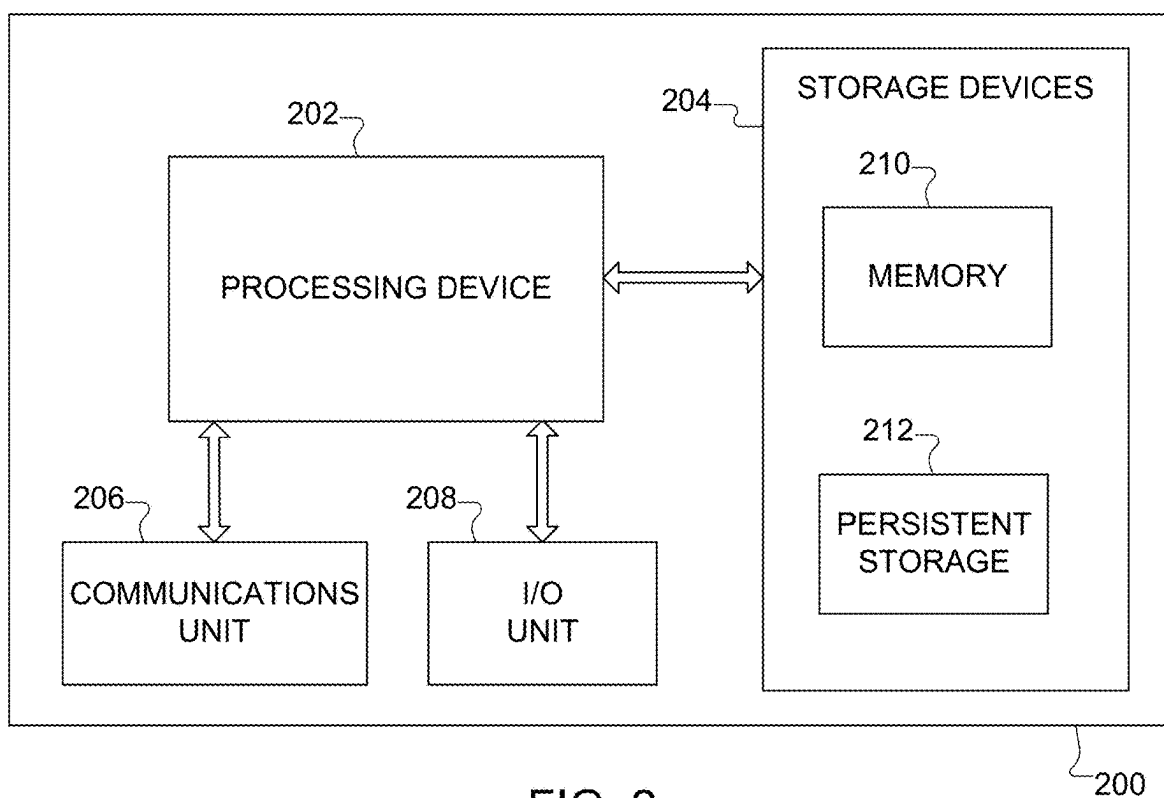 STORAGE DEVICES
204
202
210
PROCESSING DEVICE
MEMORY
212
PERSISTENT
STORAGE
206
208
COMMUNICATIONS
UNIT
I/O
UNIT
200